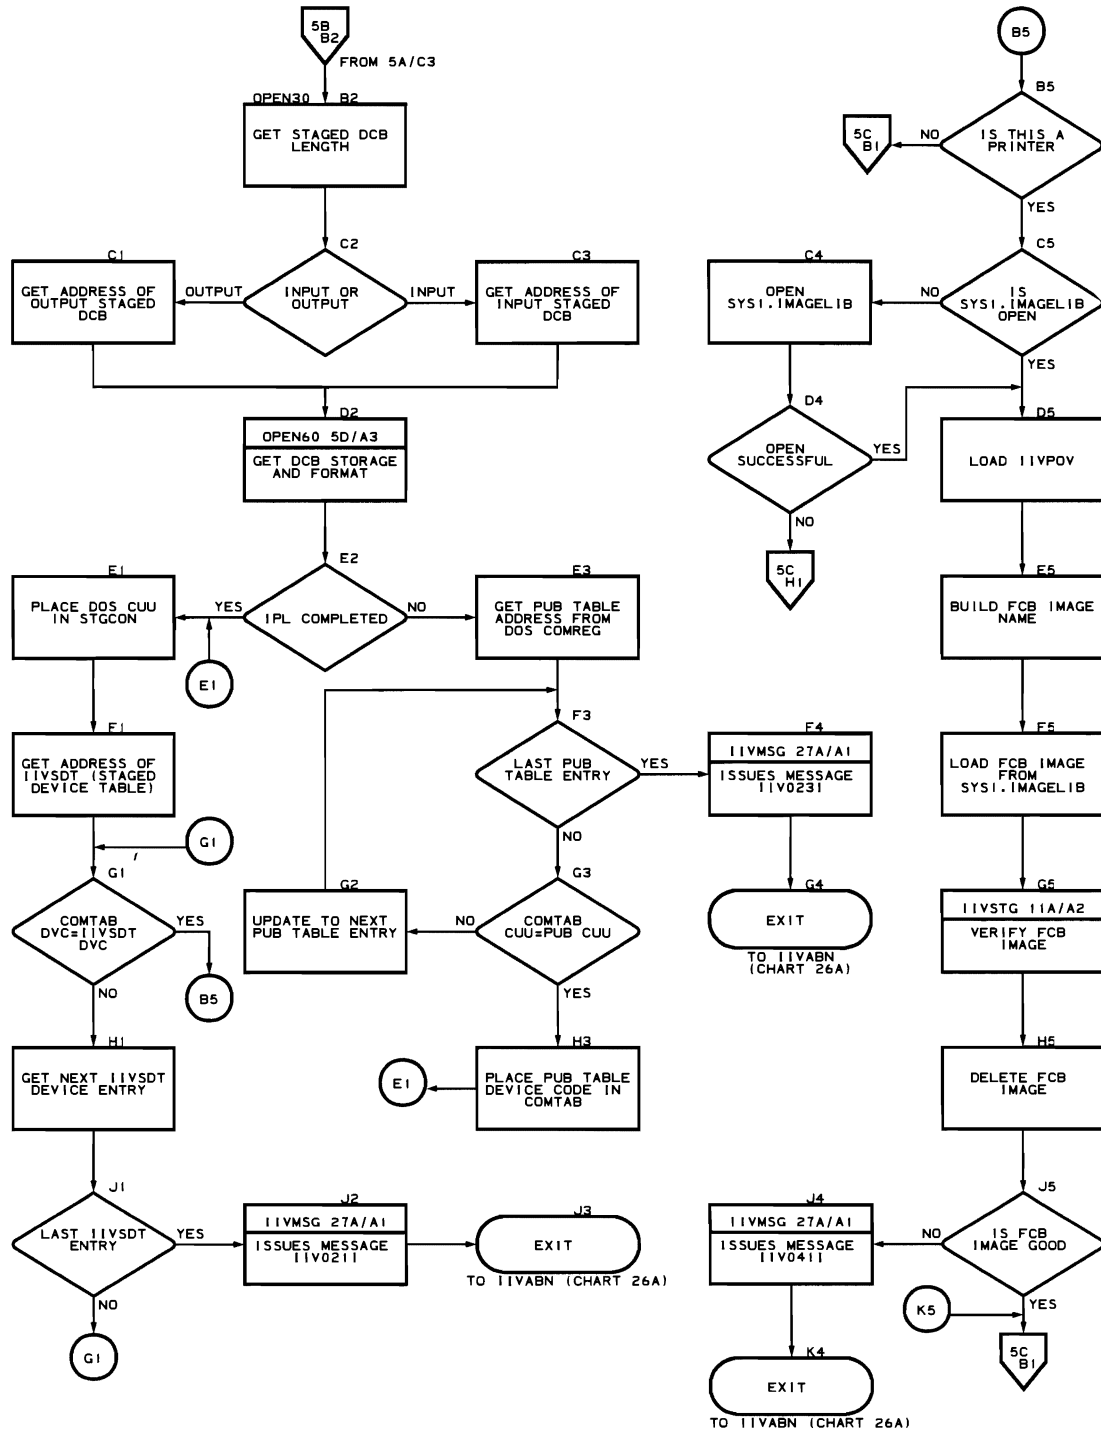 5B
B2
FROM 5A/C3
OPEN30 B2
GET STAGED DCB
LENGTH
C2
INPUT OR
OUTPUT
OUTPUT
INPUT
C1
GET ADDRESS OF
OUTPUT STAGED
DCB
C3
GET ADDRESS OF
INPUT STAGED
DCB
D2
OPEN60 5D/A3
GET DCB STORAGE
AND FORMAT
E2
IPL COMPLETED
YES
NO
E1
PLACE DOS CUU
IN STGCON
E1
E3
GET PUB TABLE
ADDRESS FROM
DOS COMREG
F1
GET ADDRESS OF
IIVSDT (STAGED
DEVICE TABLE)
G1
F3
LAST PUB
TABLE ENTRY
YES
NO
F4
IIVMSG 27A/A1
ISSUES MESSAGE
IIV023I
G4
EXIT
TO IIVABN
(CHART 26A)
G1
COMTAB
DVC=IIVSDT
DVC
YES
NO
B5
G2
UPDATE TO NEXT
PUB TABLE ENTRY
G3
COMTAB
CUU=PUB CUU
NO
YES
H1
GET NEXT IIVSDT
DEVICE ENTRY
H3
PLACE PUB TABLE
DEVICE CODE IN
COMTAB
E1
J1
LAST IIVSDT
ENTRY
YES
NO
G1
J2
IIVMSG 27A/A1
ISSUES MESSAGE
IIV021I
J3
EXIT
TO IIVABN (CHART 26A)
B5
B5
IS THIS A
PRINTER
NO
YES
5C
B1
C5
IS
SYS1.IMAGELIB
OPEN
NO
YES
C4
OPEN
SYS1.IMAGELIB
D4
OPEN
SUCCESSFUL
YES
NO
5C
H1
D5
LOAD IIVPOV
E5
BUILD FCB IMAGE
NAME
F5
LOAD FCB IMAGE
FROM
SYS1.IMAGELIB
G5
IIVSTG 11A/A2
VERIFY FCB
IMAGE
H5
DELETE FCB
IMAGE
J5
IS FCB
IMAGE GOOD
NO
YES
J4
IIVMSG 27A/A1
ISSUES MESSAGE
IIV041I
K5
5C
B1
K4
EXIT
TO IIVABN (CHART 26A)